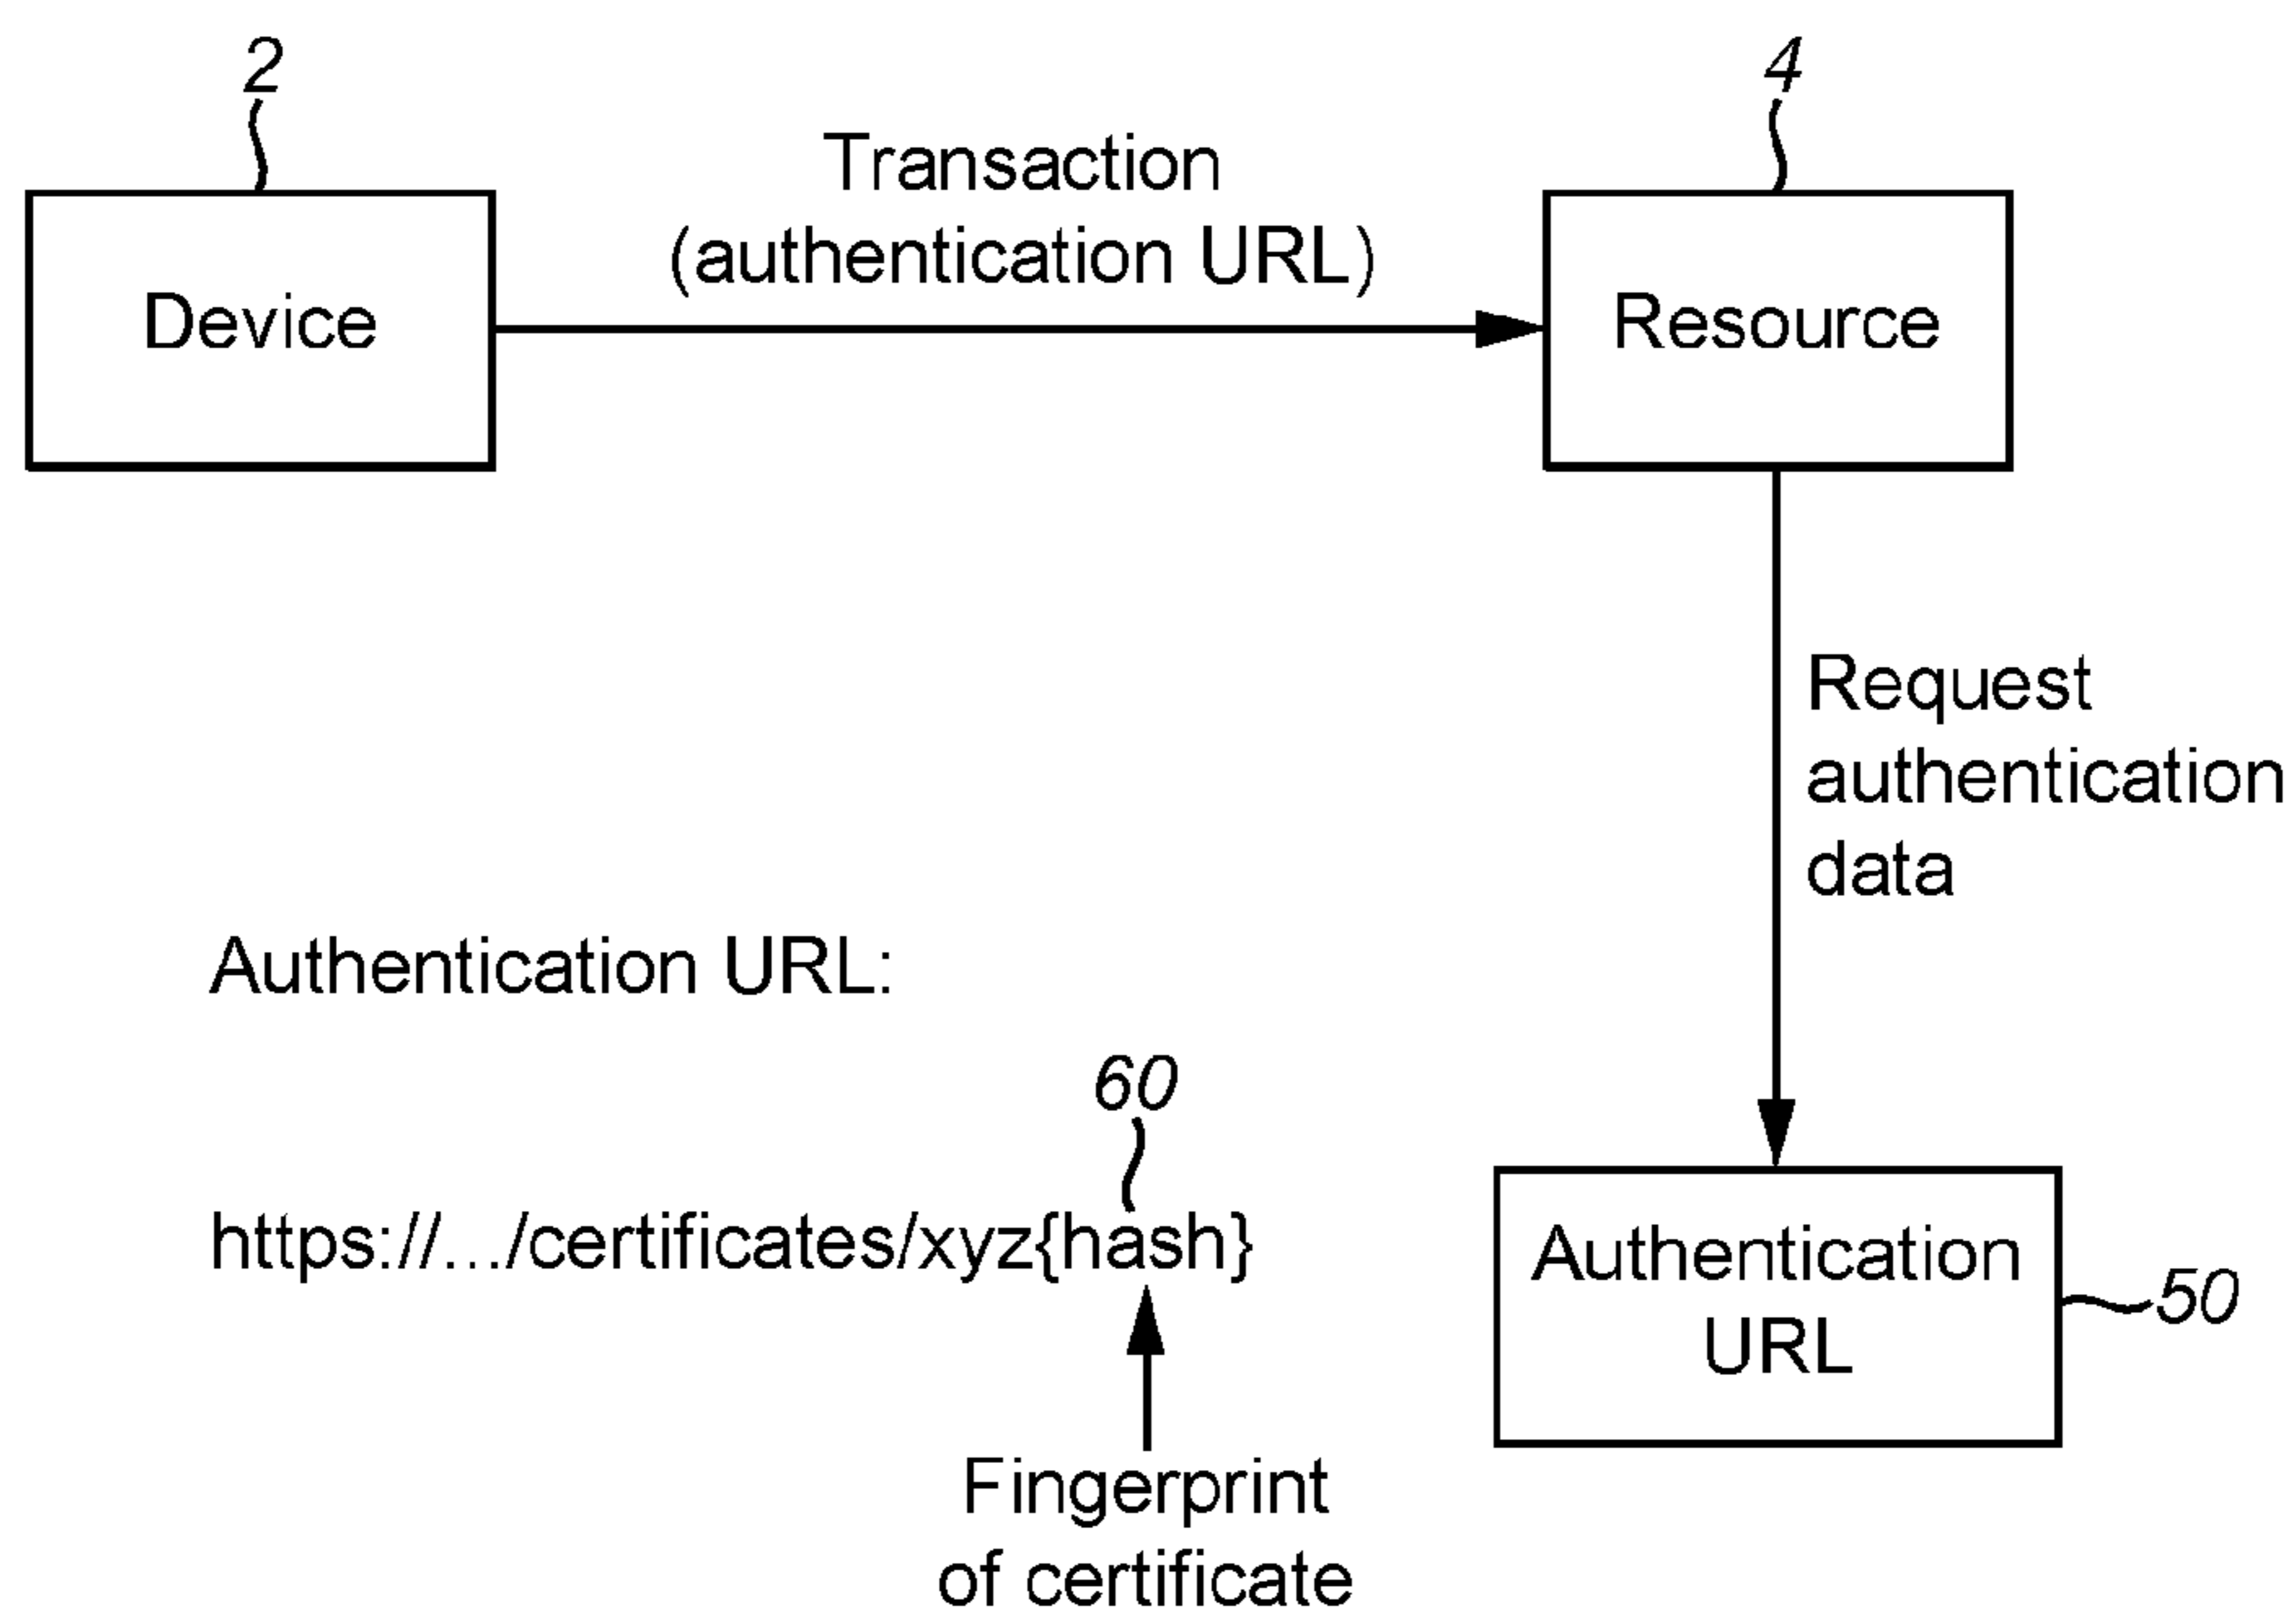 2
4
Transaction
(authentication URL)
Device
Resource
Request
authentication
data
Authentication URL:
60
https://.../certificates/xyz{hash}
Authentication
URL
50
Fingerprint
of certificate